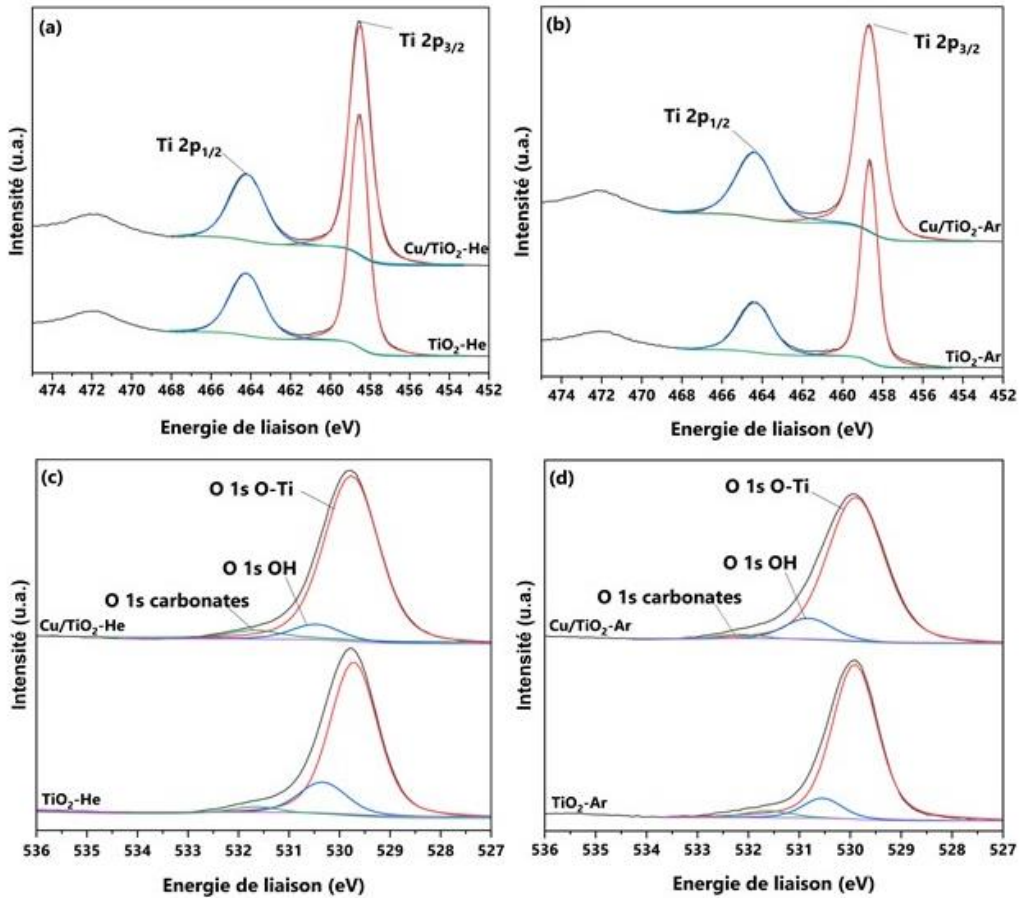 (a)
Ti 2p3/2
Ti 2p1/2
Cu/TiO2-He
TiO2-He
Intensité (u.a.)
474 472 470 468 466 464 462 460 458 456 454 452
Energie de liaison (eV)
(b)
Ti 2p3/2
Ti 2p1/2
Cu/TiO2-Ar
TiO2-Ar
Intensité (u.a.)
474 472 470 468 466 464 462 460 458 456 454 452
Energie de liaison (eV)
(c)
O 1s O-Ti
O 1s OH
O 1s carbonates
Cu/TiO2-He
TiO2-He
Intensité (u.a.)
536 535 534 533 532 531 530 529 528 527
Energie de liaison (eV)
(d)
O 1s O-Ti
O 1s OH
O 1s carbonates
Cu/TiO2-Ar
TiO2-Ar
Intensité (u.a.)
536 535 534 533 532 531 530 529 528 527
Energie de liaison (eV)